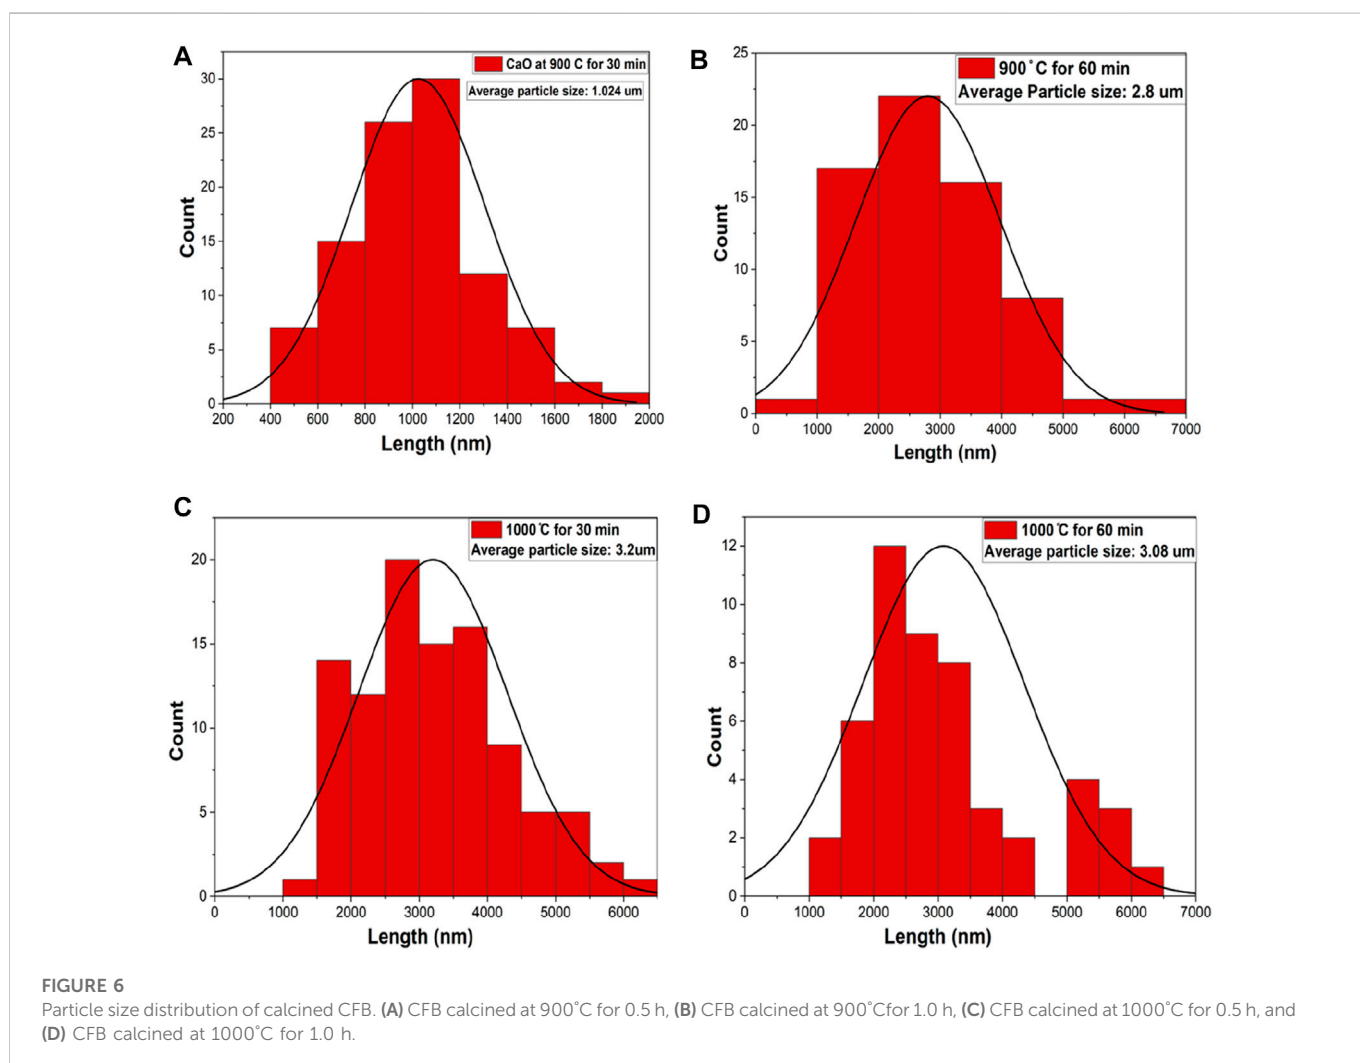 A
CaO at 900 C for 30 min
Average particle size: 1.024 um
30
25
20
15
10
5
0
Count
200 400 600 800 1000 1200 1400 1600 1800 2000
Length (nm)
B
900˚C for 60 min
Average Particle size: 2.8 um
25
20
15
10
5
0
Count
0 1000 2000 3000 4000 5000 6000 7000
Length (nm)
C
1000℃ for 30 min
Average particle size: 3.2um
20
15
10
5
0
Count
0 1000 2000 3000 4000 5000 6000
Length (nm)
D
1000℃ for 60 min
Average particle size: 3.08 um
12
10
8
6
4
2
0
Count
0 1000 2000 3000 4000 5000 6000 7000
Length (nm)
FIGURE 6
Particle size distribution of calcined CFB. (A) CFB calcined at 900˚C for 0.5 h, (B) CFB calcined at 900˚Cfor 1.0 h, (C) CFB calcined at 1000˚C for 0.5 h, and
(D) CFB calcined at 1000˚C for 1.0 h.